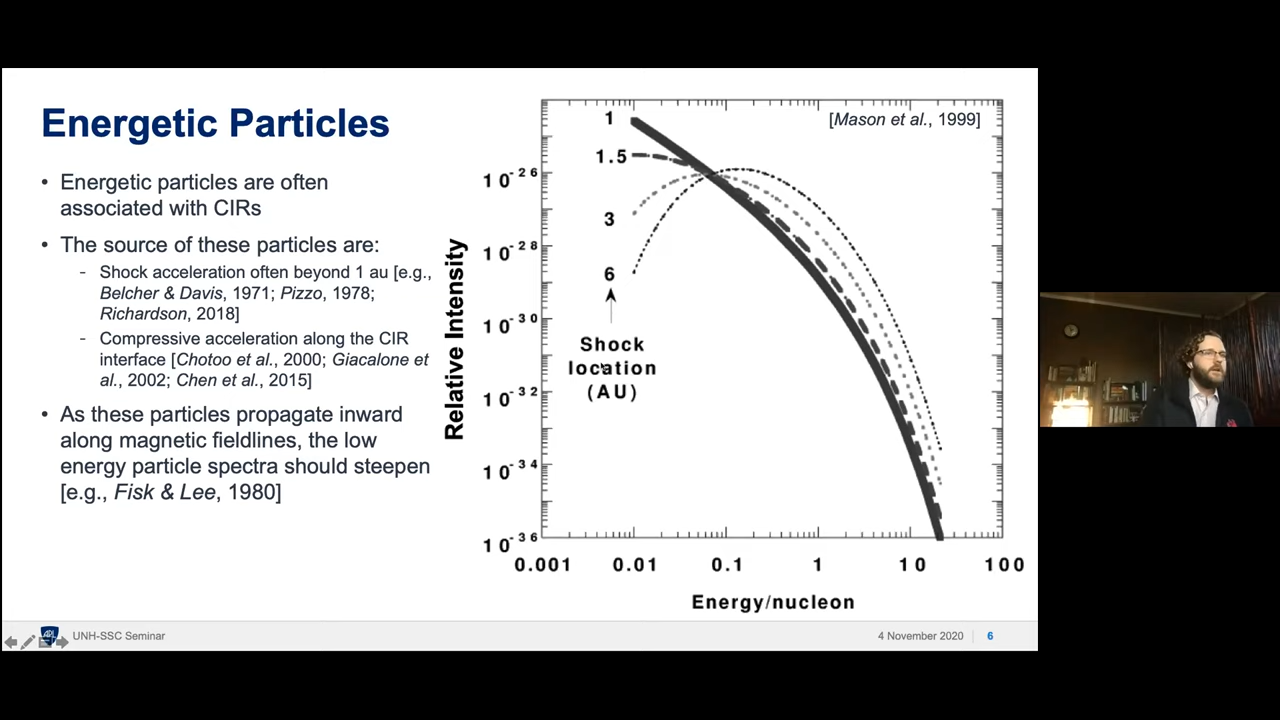 Energetic Particles
• Energetic particles are often
associated with CIRs
• The source of these particles are:
- Shock acceleration often beyond 1 au [e.g.,
Belcher & Davis, 1971; Pizzo, 1978;
Richardson, 2018]
- Compressive acceleration along the CIR
interface [Chotoo et al., 2000; Giacalone et
al., 2002; Chen et al., 2015]
• As these particles propagate inward
along magnetic fieldlines, the low
energy particle spectra should steepen
[e.g., Fisk & Lee, 1980]
[Mason et al., 1999]
1
1.5
3
6
Shock
location
(AU)
Relative Intensity
10-26
10-28
10-30
10-32
10-34
10-36
0.001 0.01 0.1 1 10 100
Energy/nucleon
APL
UNH-SSC Seminar
4 November 2020 6